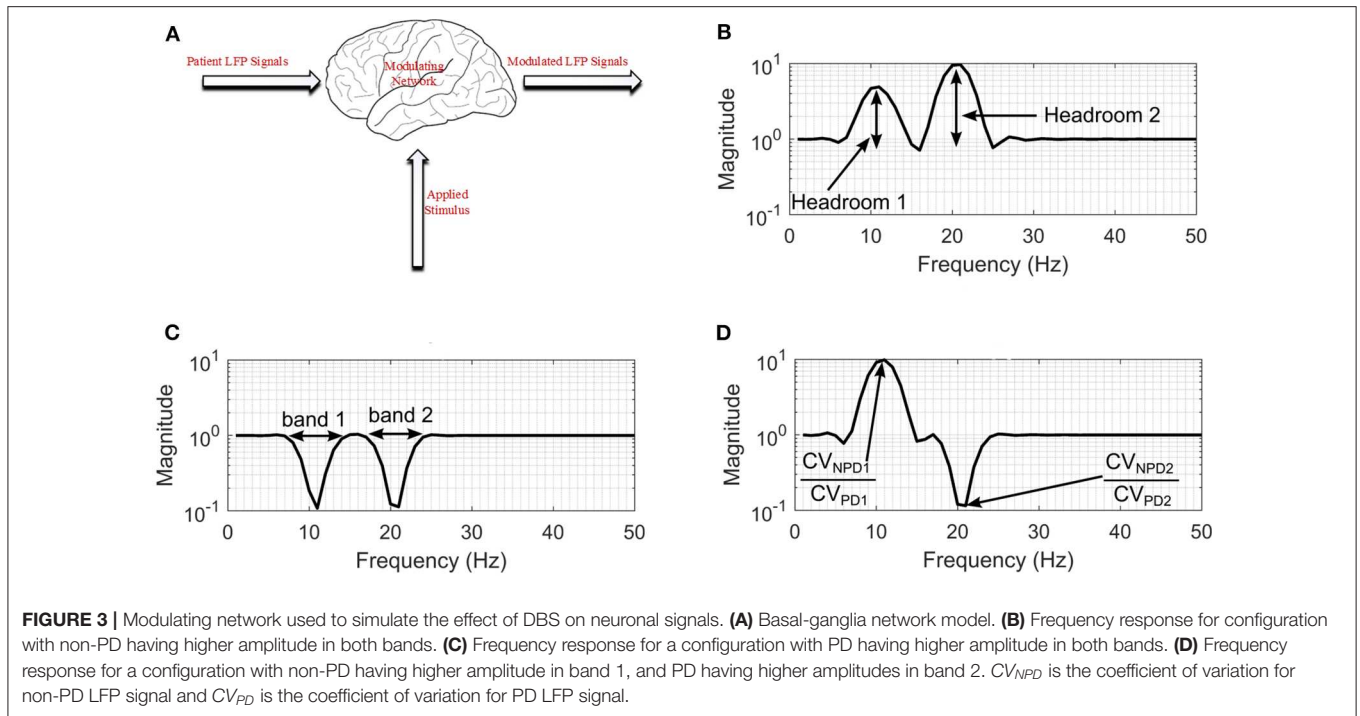 A
Patient LFP Signals
Modulating
Network
Modulated LFP Signals
Applied
Stimulus
B
Magnitude
10^1
10^0
10^-1
Headroom 1
Headroom 2
0 10 20 30 40 50
Frequency (Hz)
C
Magnitude
10^1
10^0
10^-1
band 1 band 2
0 10 20 30 40 50
Frequency (Hz)
D
Magnitude
10^1
10^0
10^-1
CV_NPD1
CV_PD1
CV_NPD2
CV_PD2
0 10 20 30 40 50
Frequency (Hz)
FIGURE 3 | Modulating network used to simulate the effect of DBS on neuronal signals. (A) Basal-ganglia network model. (B) Frequency response for configuration
with non-PD having higher amplitude in both bands. (C) Frequency response for a configuration with PD having higher amplitude in both bands. (D) Frequency
response for a configuration with non-PD having higher amplitude in band 1, and PD having higher amplitudes in band 2. CV_NPD is the coefficient of variation for
non-PD LFP signal and CV_PD is the coefficient of variation for PD LFP signal.